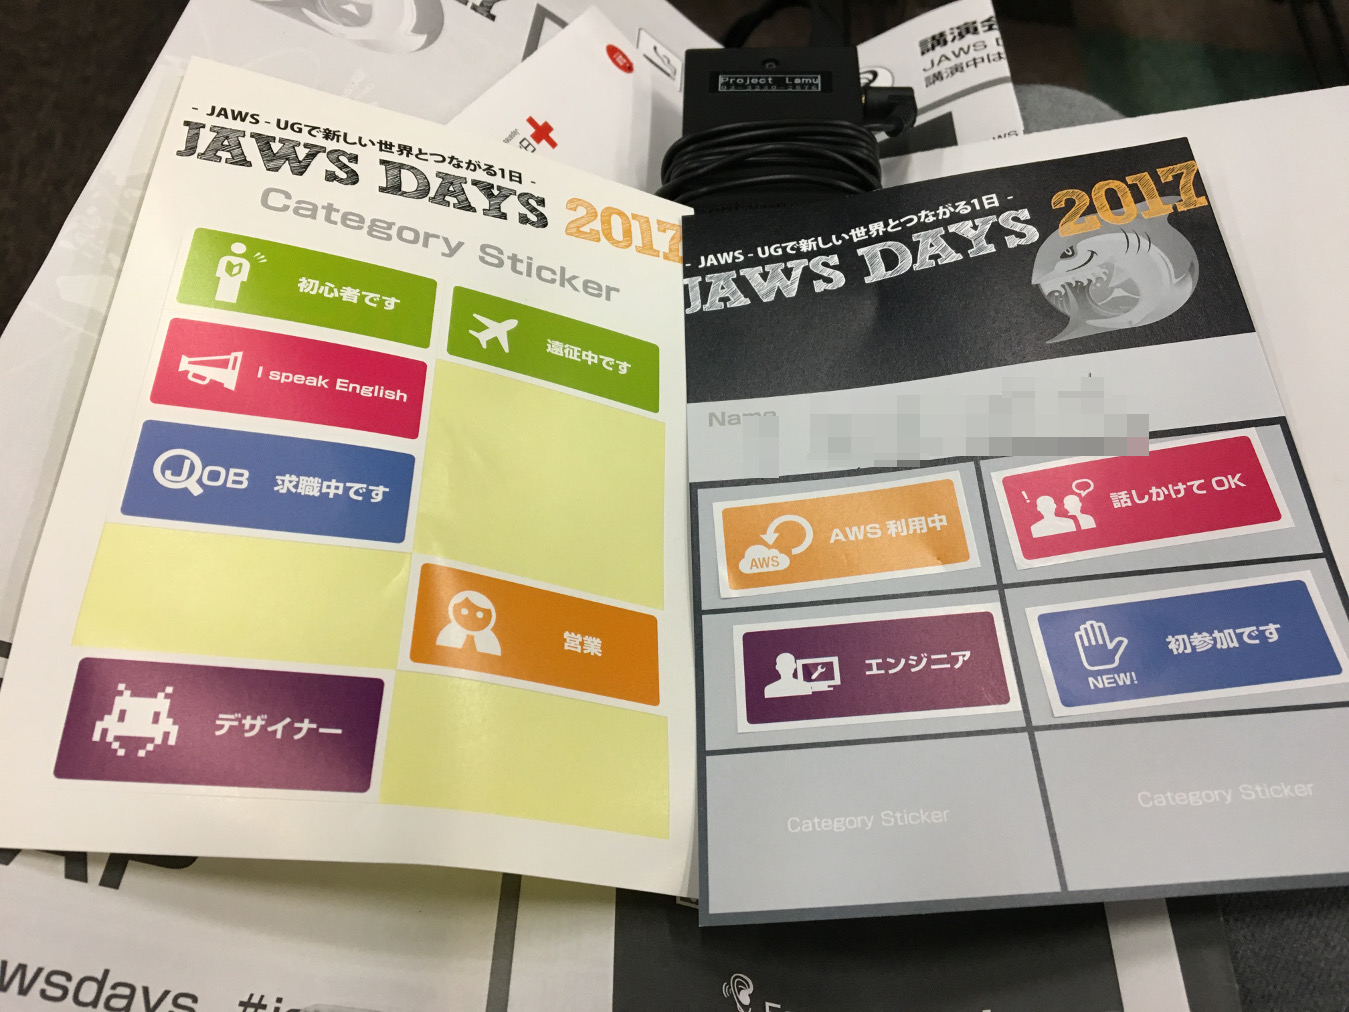 講演会
JAWS D
講演中は
Project Lamu
- JAWS - UGで新しい世界とつながる1日 -
JAWS DAYS 2017
Category Sticker
初心者です
遠征中です
I speak English
JOB 求職中です
営業
デザイナー
- JAWS - UGで新しい世界とつながる1日 -
JAWS DAYS 2017
Name
AWS
AWS 利用中
! 話しかけて OK
エンジニア
NEW!
初参加です
Category Sticker
Category Sticker
wsdays